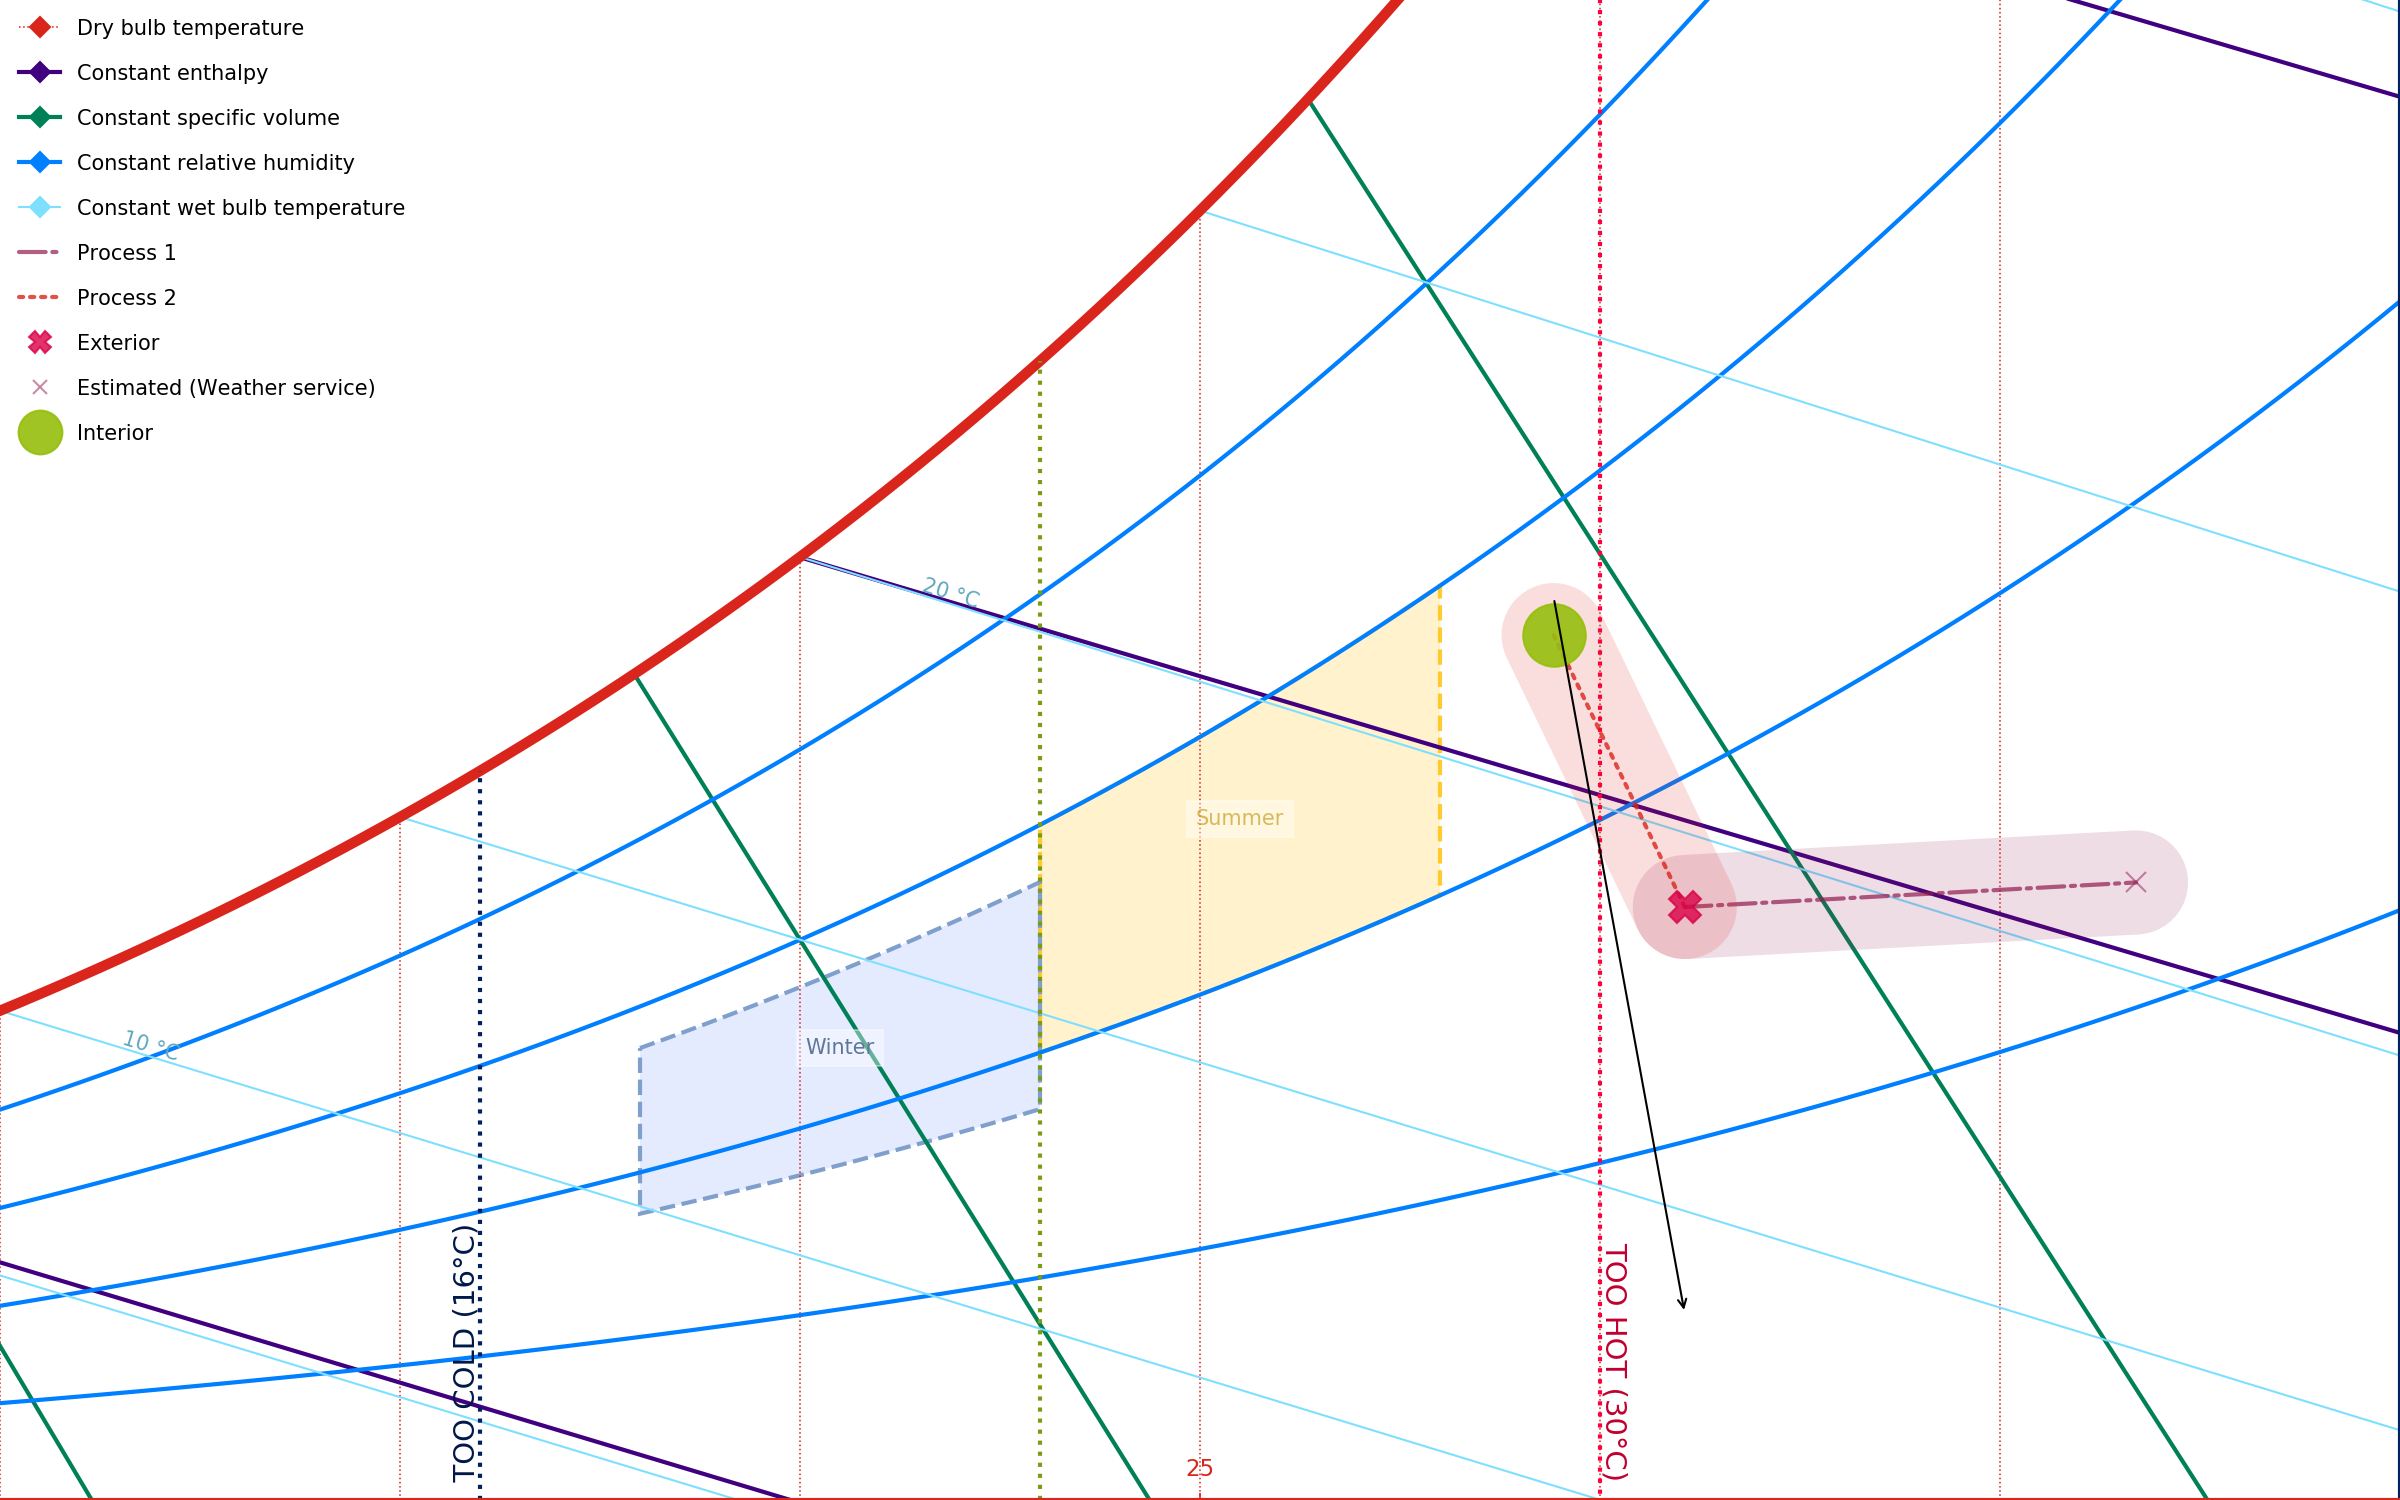 Dry bulb temperature
Constant enthalpy
Constant specific volume
Constant relative humidity
Constant wet bulb temperature
Process 1
Process 2
Exterior
Estimated (Weather service)
Interior
20 °C
Summer
10 °C
Winter
TOO COLD (16°C)
TOO HOT (30°C)
25